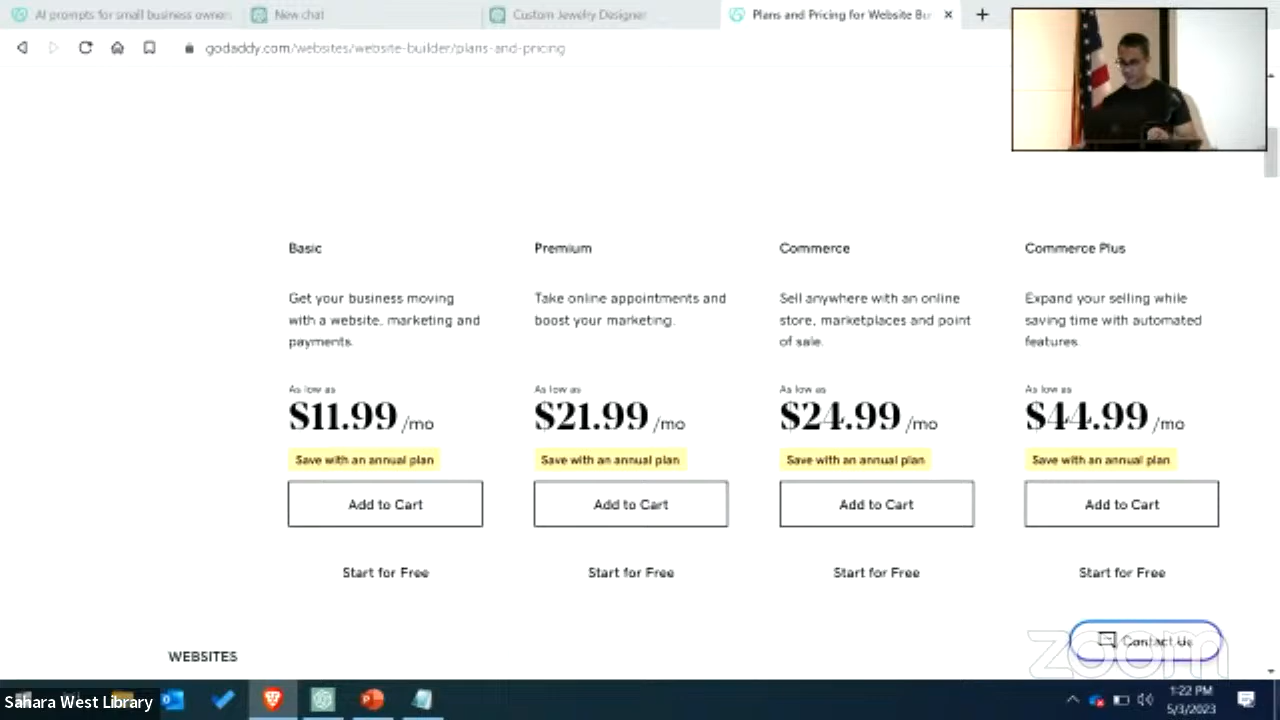 AI prompts for small business owners
New chat
Custom Jewelry Designer
Plans and Pricing for Website Bu
godaddy.com/websites/website-builder/plans-and-pricing
Basic
Premium
Commerce
Commerce Plus
Get your business moving
with a website, marketing and
payments.
Take online appointments and
boost your marketing.
Sell anywhere with an online
store, marketplaces and point
of sale.
Expand your selling while
saving time with automated
features.
As low as
As low as
As low as
As low as
$11.99 /mo
$21.99 /mo
$24.99 /mo
$44.99 /mo
Save with an annual plan
Save with an annual plan
Save with an annual plan
Save with an annual plan
Add to Cart
Add to Cart
Add to Cart
Add to Cart
Start for Free
Start for Free
Start for Free
Start for Free
Contact Us
zoom
WEBSITES
Sahara West Library
1:22 PM
5/3/2023